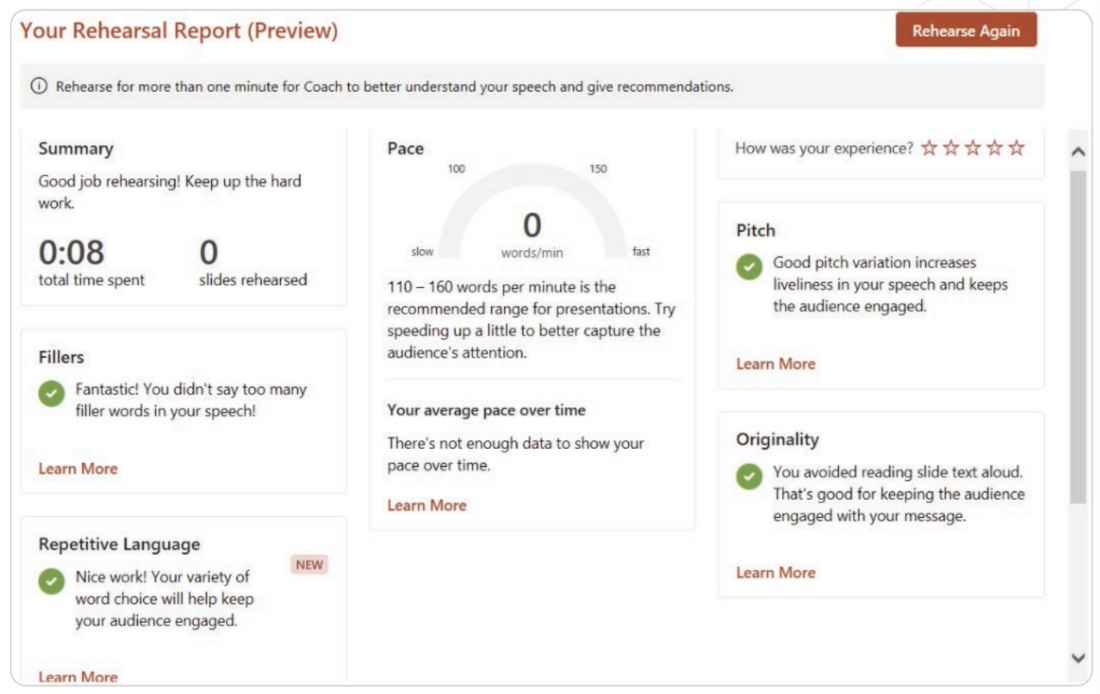 Your Rehearsal Report (Preview)
Rehearse Again
Rehearse for more than one minute for Coach to better understand your speech and give recommendations.
Summary
Good job rehearsing! Keep up the hard
work.
0:08
total time spent
0
slides rehearsed
Fillers
Fantastic! You didn't say too many
filler words in your speech!
Learn More
Repetitive Language
NEW
Nice work! Your variety of
word choice will help keep
your audience engaged.
Learn More
Pace
100
150
0
slow
words/min
fast
110 – 160 words per minute is the
recommended range for presentations. Try
speeding up a little to better capture the
audience's attention.
Your average pace over time
There's not enough data to show your
pace over time.
Learn More
How was your experience?
Pitch
Good pitch variation increases
liveliness in your speech and keeps
the audience engaged.
Learn More
Originality
You avoided reading slide text aloud.
That's good for keeping the audience
engaged with your message.
Learn More